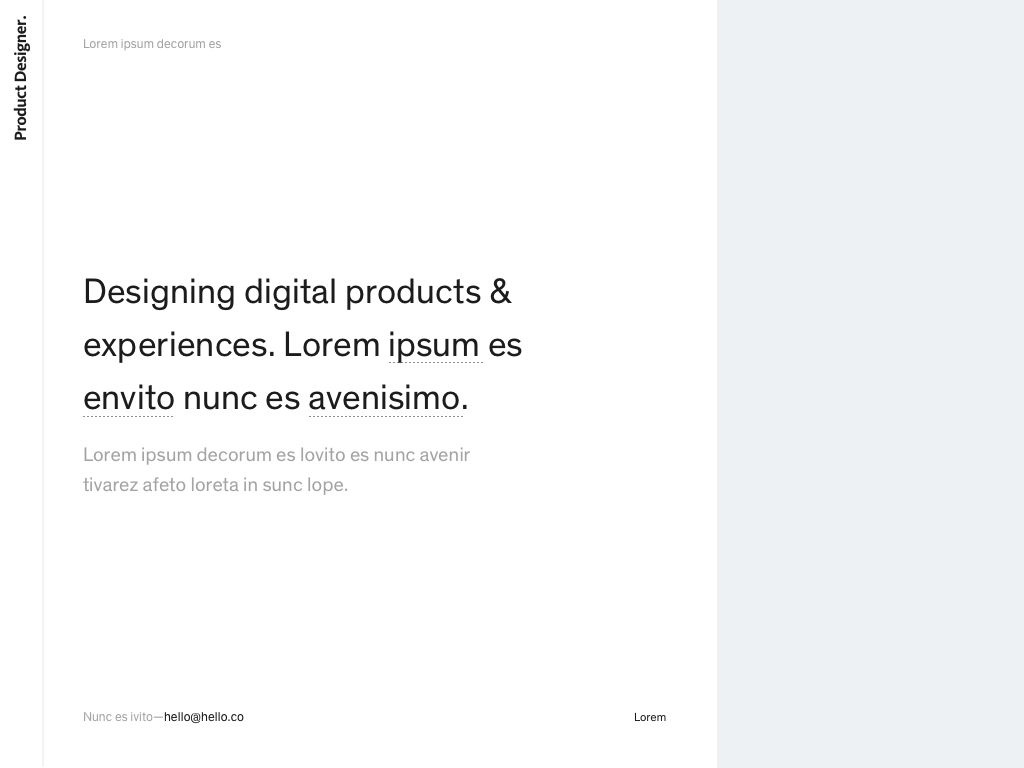 Product Designer.
Lorem ipsum decorum es
Designing digital products &
experiences. Lorem ipsum es
envito nunc es avenisimo.
Lorem ipsum decorum es lovito es nunc avenir
tivarez afeto loreta in sunc lope.
Nunc es ivito—hello@hello.co
Lorem